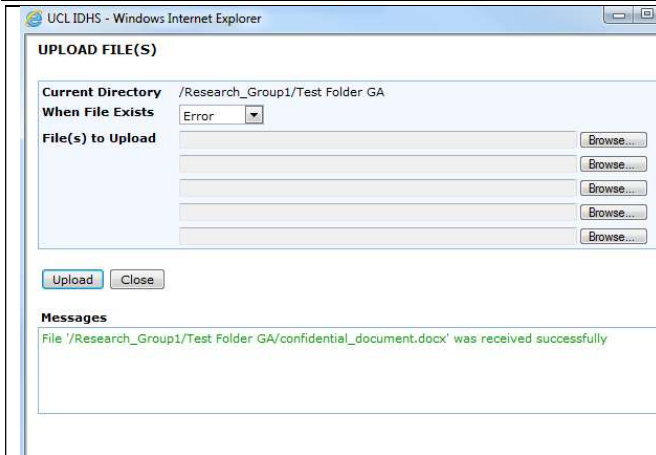 UCL IDHS - Windows Internet Explorer
UPLOAD FILE(S)
Current Directory /Research_Group1/Test Folder GA
When File Exists Error
File(s) to Upload Browse...
Browse...
Browse...
Browse...
Browse...
Upload Close
Messages
File '/Research_Group1/Test Folder GA/confidential_document.docx' was received successfully